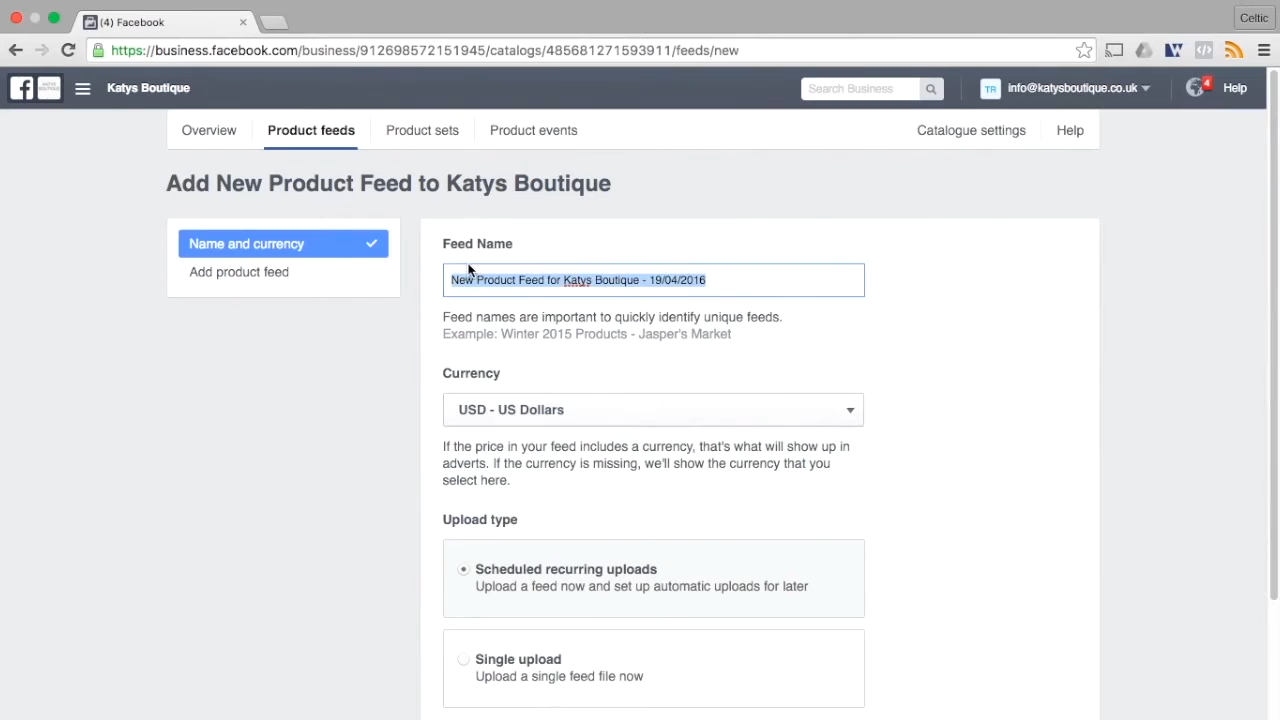 (4) Facebook
Celtic
https://business.facebook.com/business/912698572151945/catalogs/485681271593911/feeds/new
Katys Boutique
Search Business
TR
info@katysboutique.co.uk
4
Help
Overview
Product feeds
Product sets
Product events
Catalogue settings
Help
Add New Product Feed to Katys Boutique
Name and currency
Add product feed
Feed Name
New Product Feed for Katys Boutique - 19/04/2016
Feed names are important to quickly identify unique feeds.
Example: Winter 2015 Products - Jasper's Market
Currency
USD - US Dollars
If the price in your feed includes a currency, that's what will show up in
adverts. If the currency is missing, we'll show the currency that you
select here.
Upload type
Scheduled recurring uploads
Upload a feed now and set up automatic uploads for later
Single upload
Upload a single feed file now